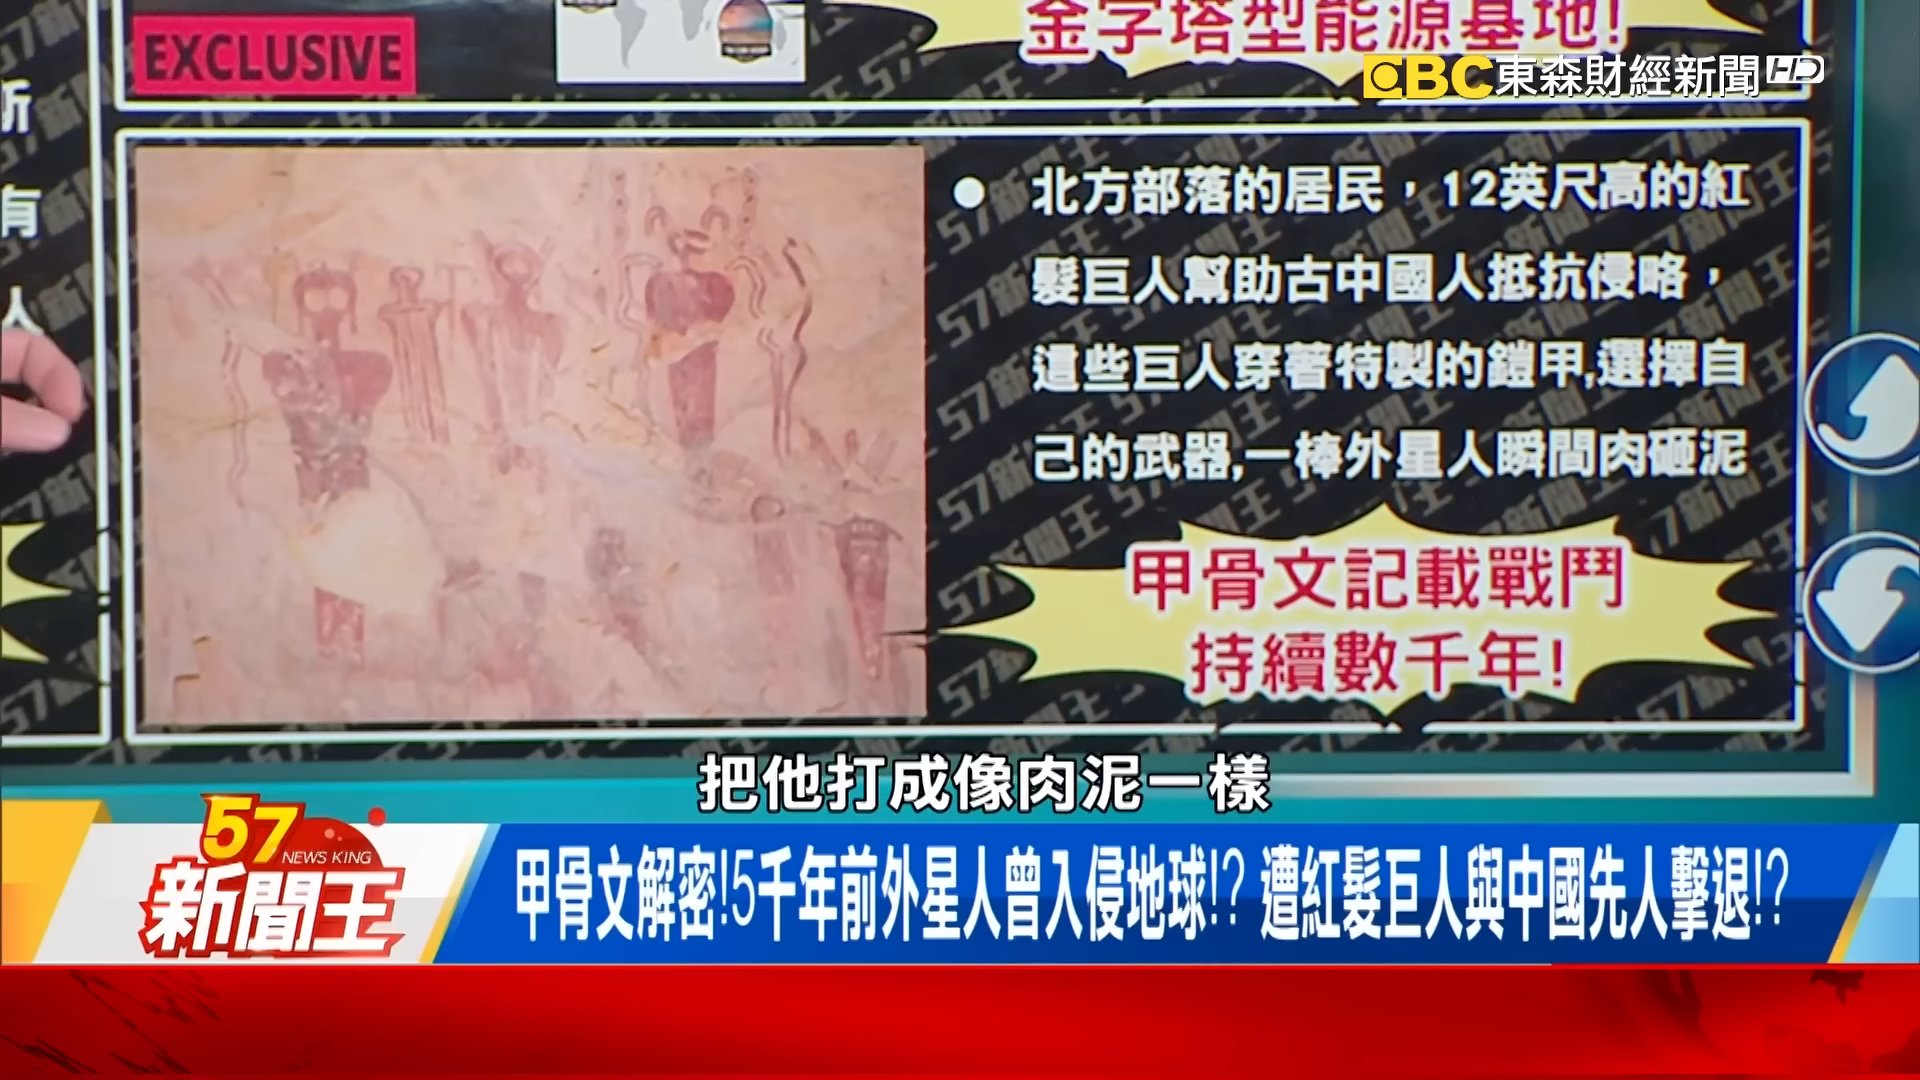 金字塔型能源基地!
EXCLUSIVE
EBC東森財經新聞HD
斤
有
人
● 北方部落的居民，12英尺高的紅
髮巨人幫助古中國人抵抗侵略，
這些巨人穿著特製的鎧甲,選擇自
己的武器,一棒外星人瞬間肉砸泥
甲骨文記載戰鬥
持續數千年!
把他打成像肉泥一樣
57
NEWS KING
新聞王
甲骨文解密!5千年前外星人曾入侵地球!? 遭紅髮巨人與中國先人擊退!?